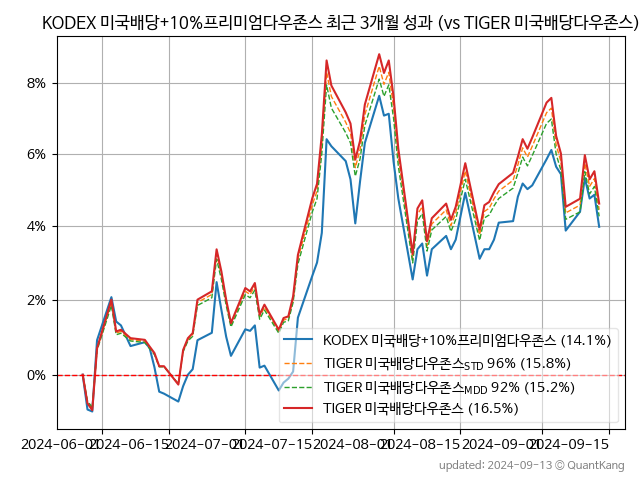 KODEX 미국배당+10%프리미엄다우존스 최근 3개월 성과 (vs TIGER 미국배당다우존스)
8%
6%
4%
2%
0%
KODEX 미국배당+10%프리미엄다우존스 (14.1%)
TIGER 미국배당다우존스STD 96% (15.8%)
TIGER 미국배당다우존스MDD 92% (15.2%)
TIGER 미국배당다우존스 (16.5%)
2024-06-01 2024-06-15 2024-07-01 2024-07-15 2024-08-01 2024-08-15 2024-09-01 2024-09-15
updated: 2024-09-13 © QuantKang